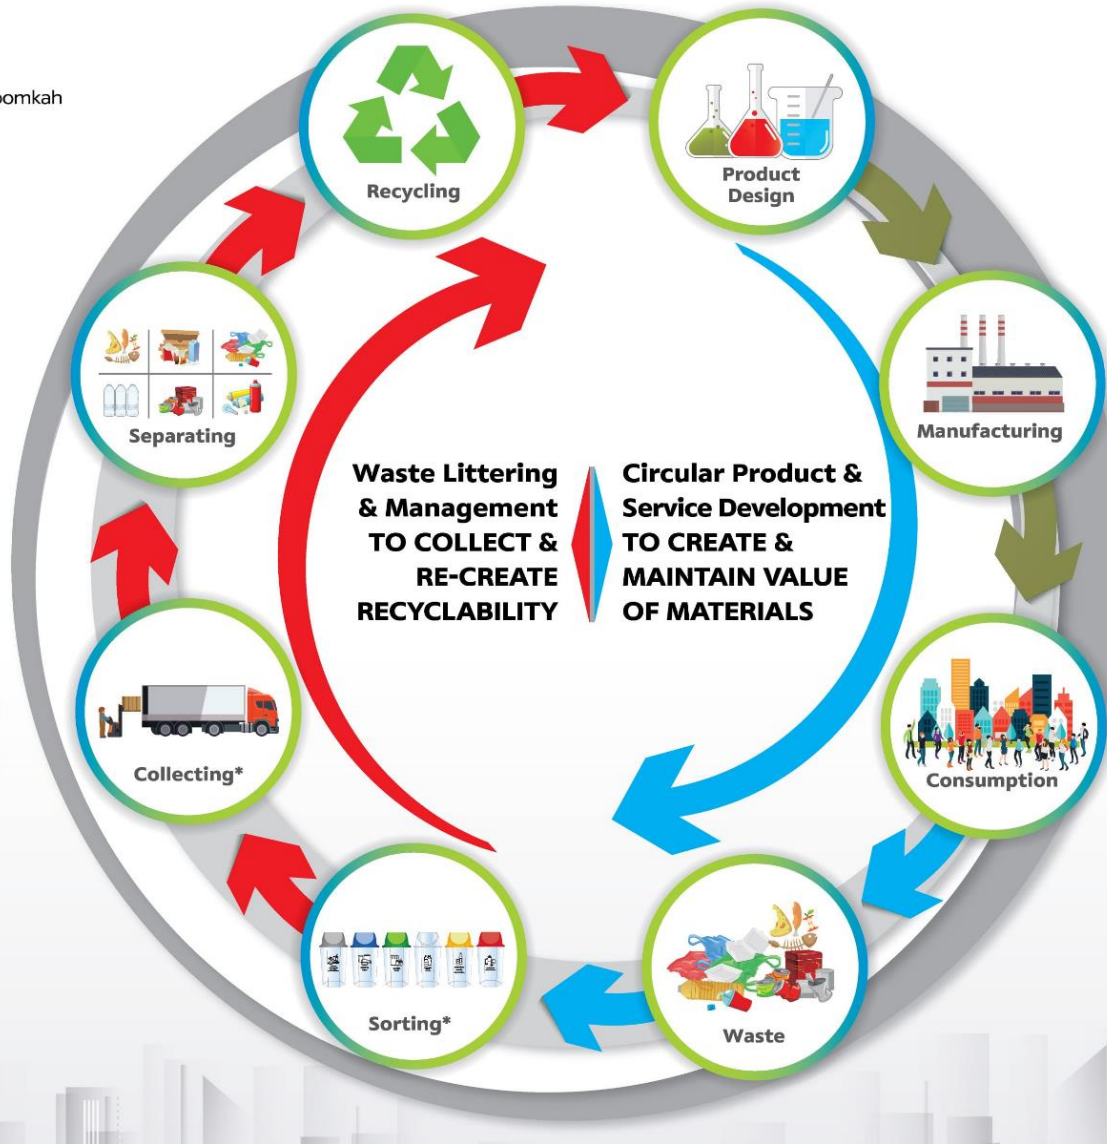 Recycling
Product
Design
Manufacturing
Consumption
Waste
Sorting*
Collecting*
Separating
Waste Littering
& Management
TO COLLECT &
RE-CREATE
RECYCLABILITY
Circular Product &
Service Development
TO CREATE &
MAINTAIN VALUE
OF MATERIALS